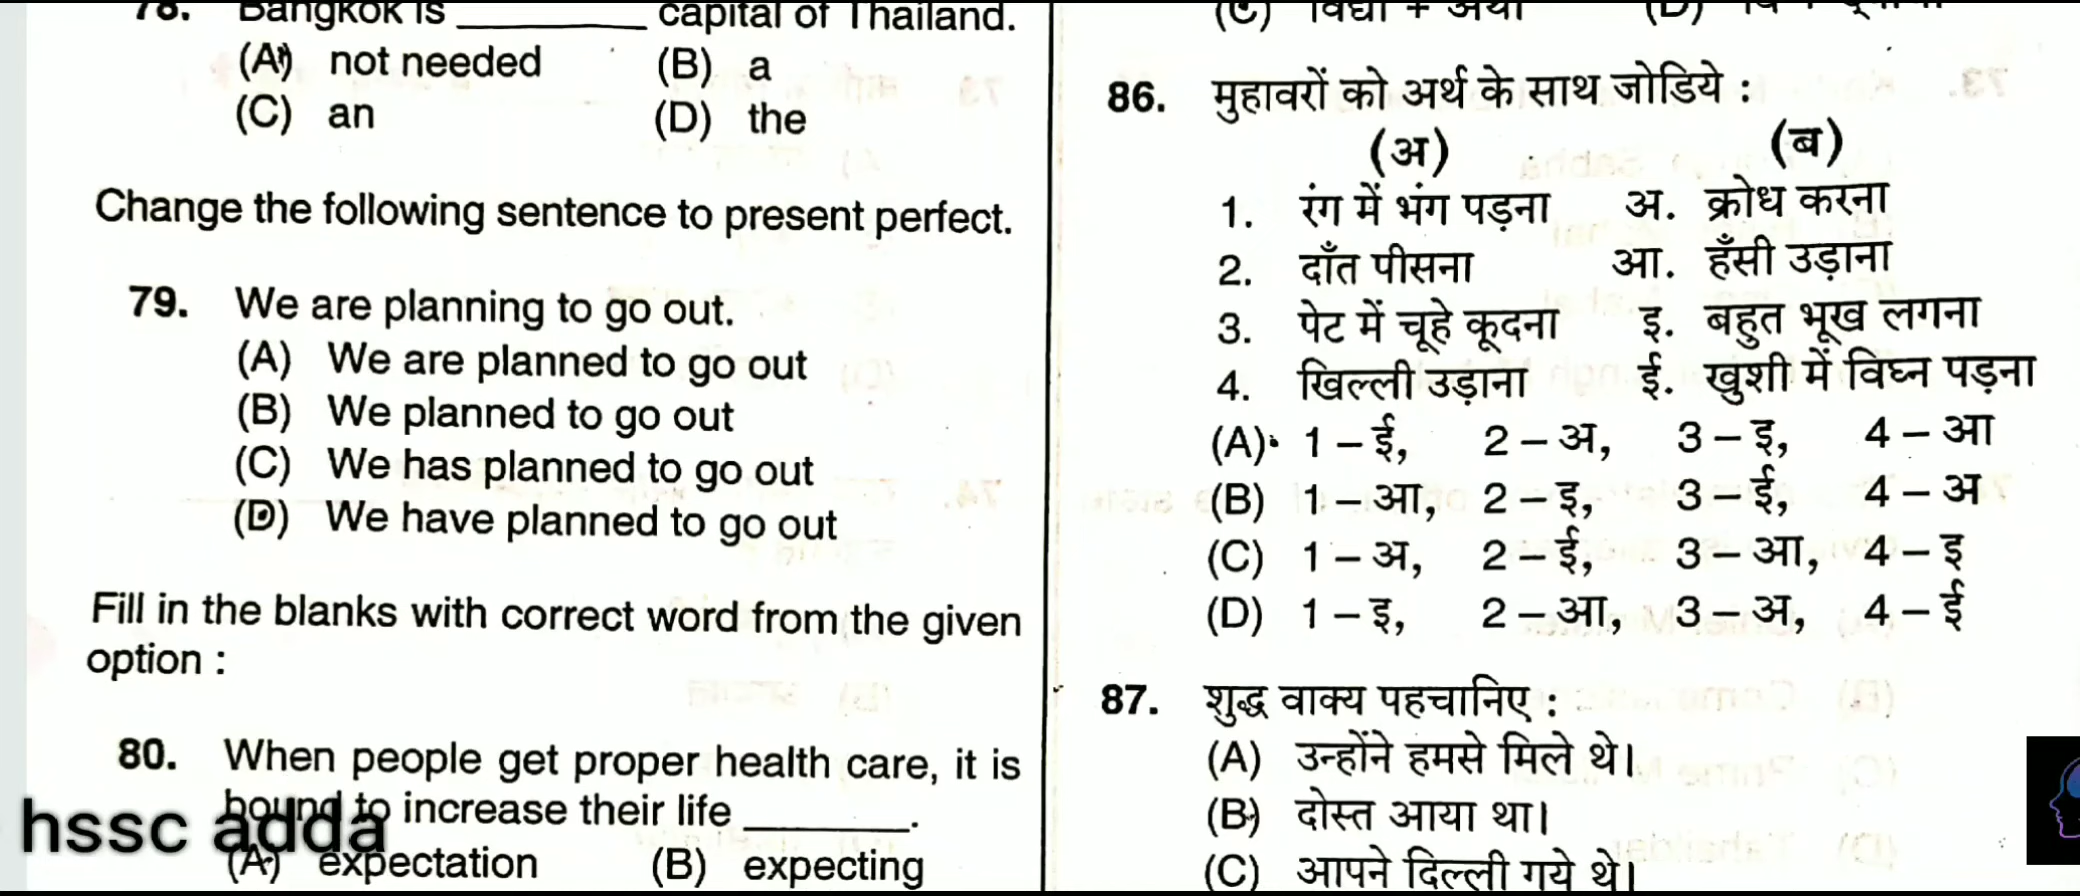 78. Bangkok is ________ capital of Thailand.
(A) not needed (B) a
(C) an (D) the
Change the following sentence to present perfect.
79. We are planning to go out.
(A) We are planned to go out
(B) We planned to go out
(C) We has planned to go out
(D) We have planned to go out
Fill in the blanks with correct word from the given
option :
80. When people get proper health care, it is
bound to increase their life _______.
(A) expectation (B) expecting
hssc adda
86. मुहावरों को अर्थ के साथ जोडिये :
(अ) (ब)
1. रंग में भंग पड़ना अ. क्रोध करना
2. दाँत पीसना आ. हँसी उड़ाना
3. पेट में चूहे कूदना इ. बहुत भूख लगना
4. खिल्ली उड़ाना ई. खुशी में विघ्न पड़ना
(A) 1 – ई, 2 – अ, 3 – इ, 4 – आ
(B) 1 – आ, 2 – इ, 3 – ई, 4 – अ
(C) 1 – अ, 2 – ई, 3 – आ, 4 – इ
(D) 1 – इ, 2 – आ, 3 – अ, 4 – ई
87. शुद्ध वाक्य पहचानिए :
(A) उन्होंने हमसे मिले थे।
(B) दोस्त आया था।
(C) आपने दिल्ली गये थे।